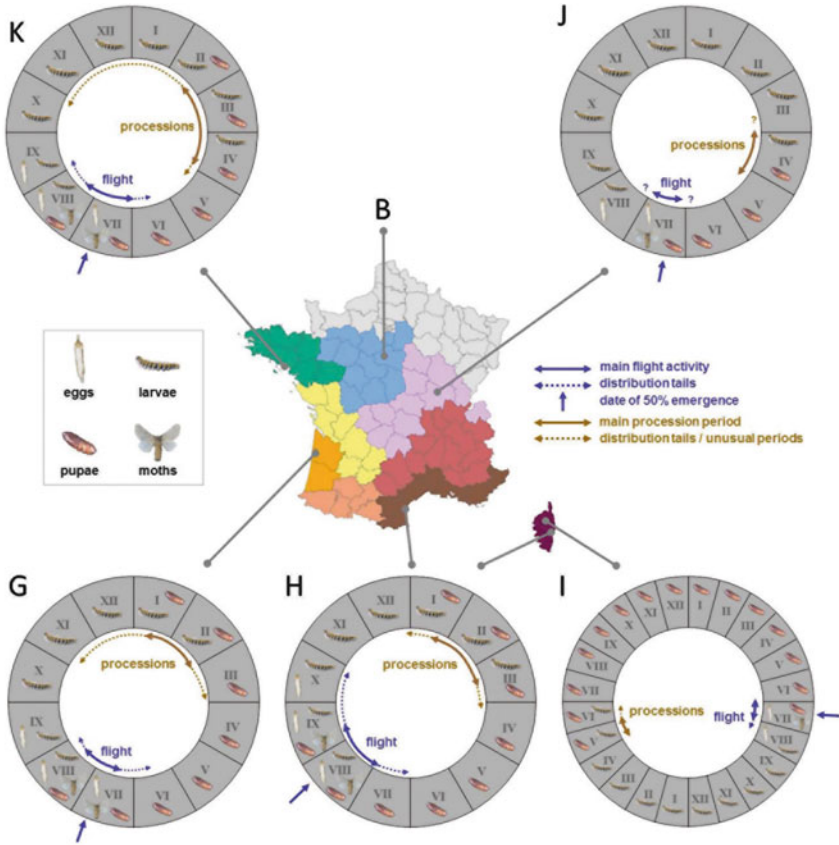 K
XII
I
II
III
IV
V
VI
VII
VIII
IX
X
XI
processions
flight
J
XII
I
II
III
IV
V
VI
VII
VIII
IX
X
XI
?
processions
flight
?
?
B
eggs
larvae
pupae
moths
main flight activity
distribution tails
date of 50% emergence
main procession period
distribution tails / unusual periods
G
XII
I
II
III
IV
V
VI
VII
VIII
IX
X
XI
processions
flight
H
XII
I
II
III
IV
V
VI
VII
VIII
IX
X
XI
processions
flight
I
I
II
III
IV
V
VI
VII
VIII
IX
X
XI
XII
I
II
III
IV
V
VI
VII
VIII
IX
X
XI
XII
processions
flight